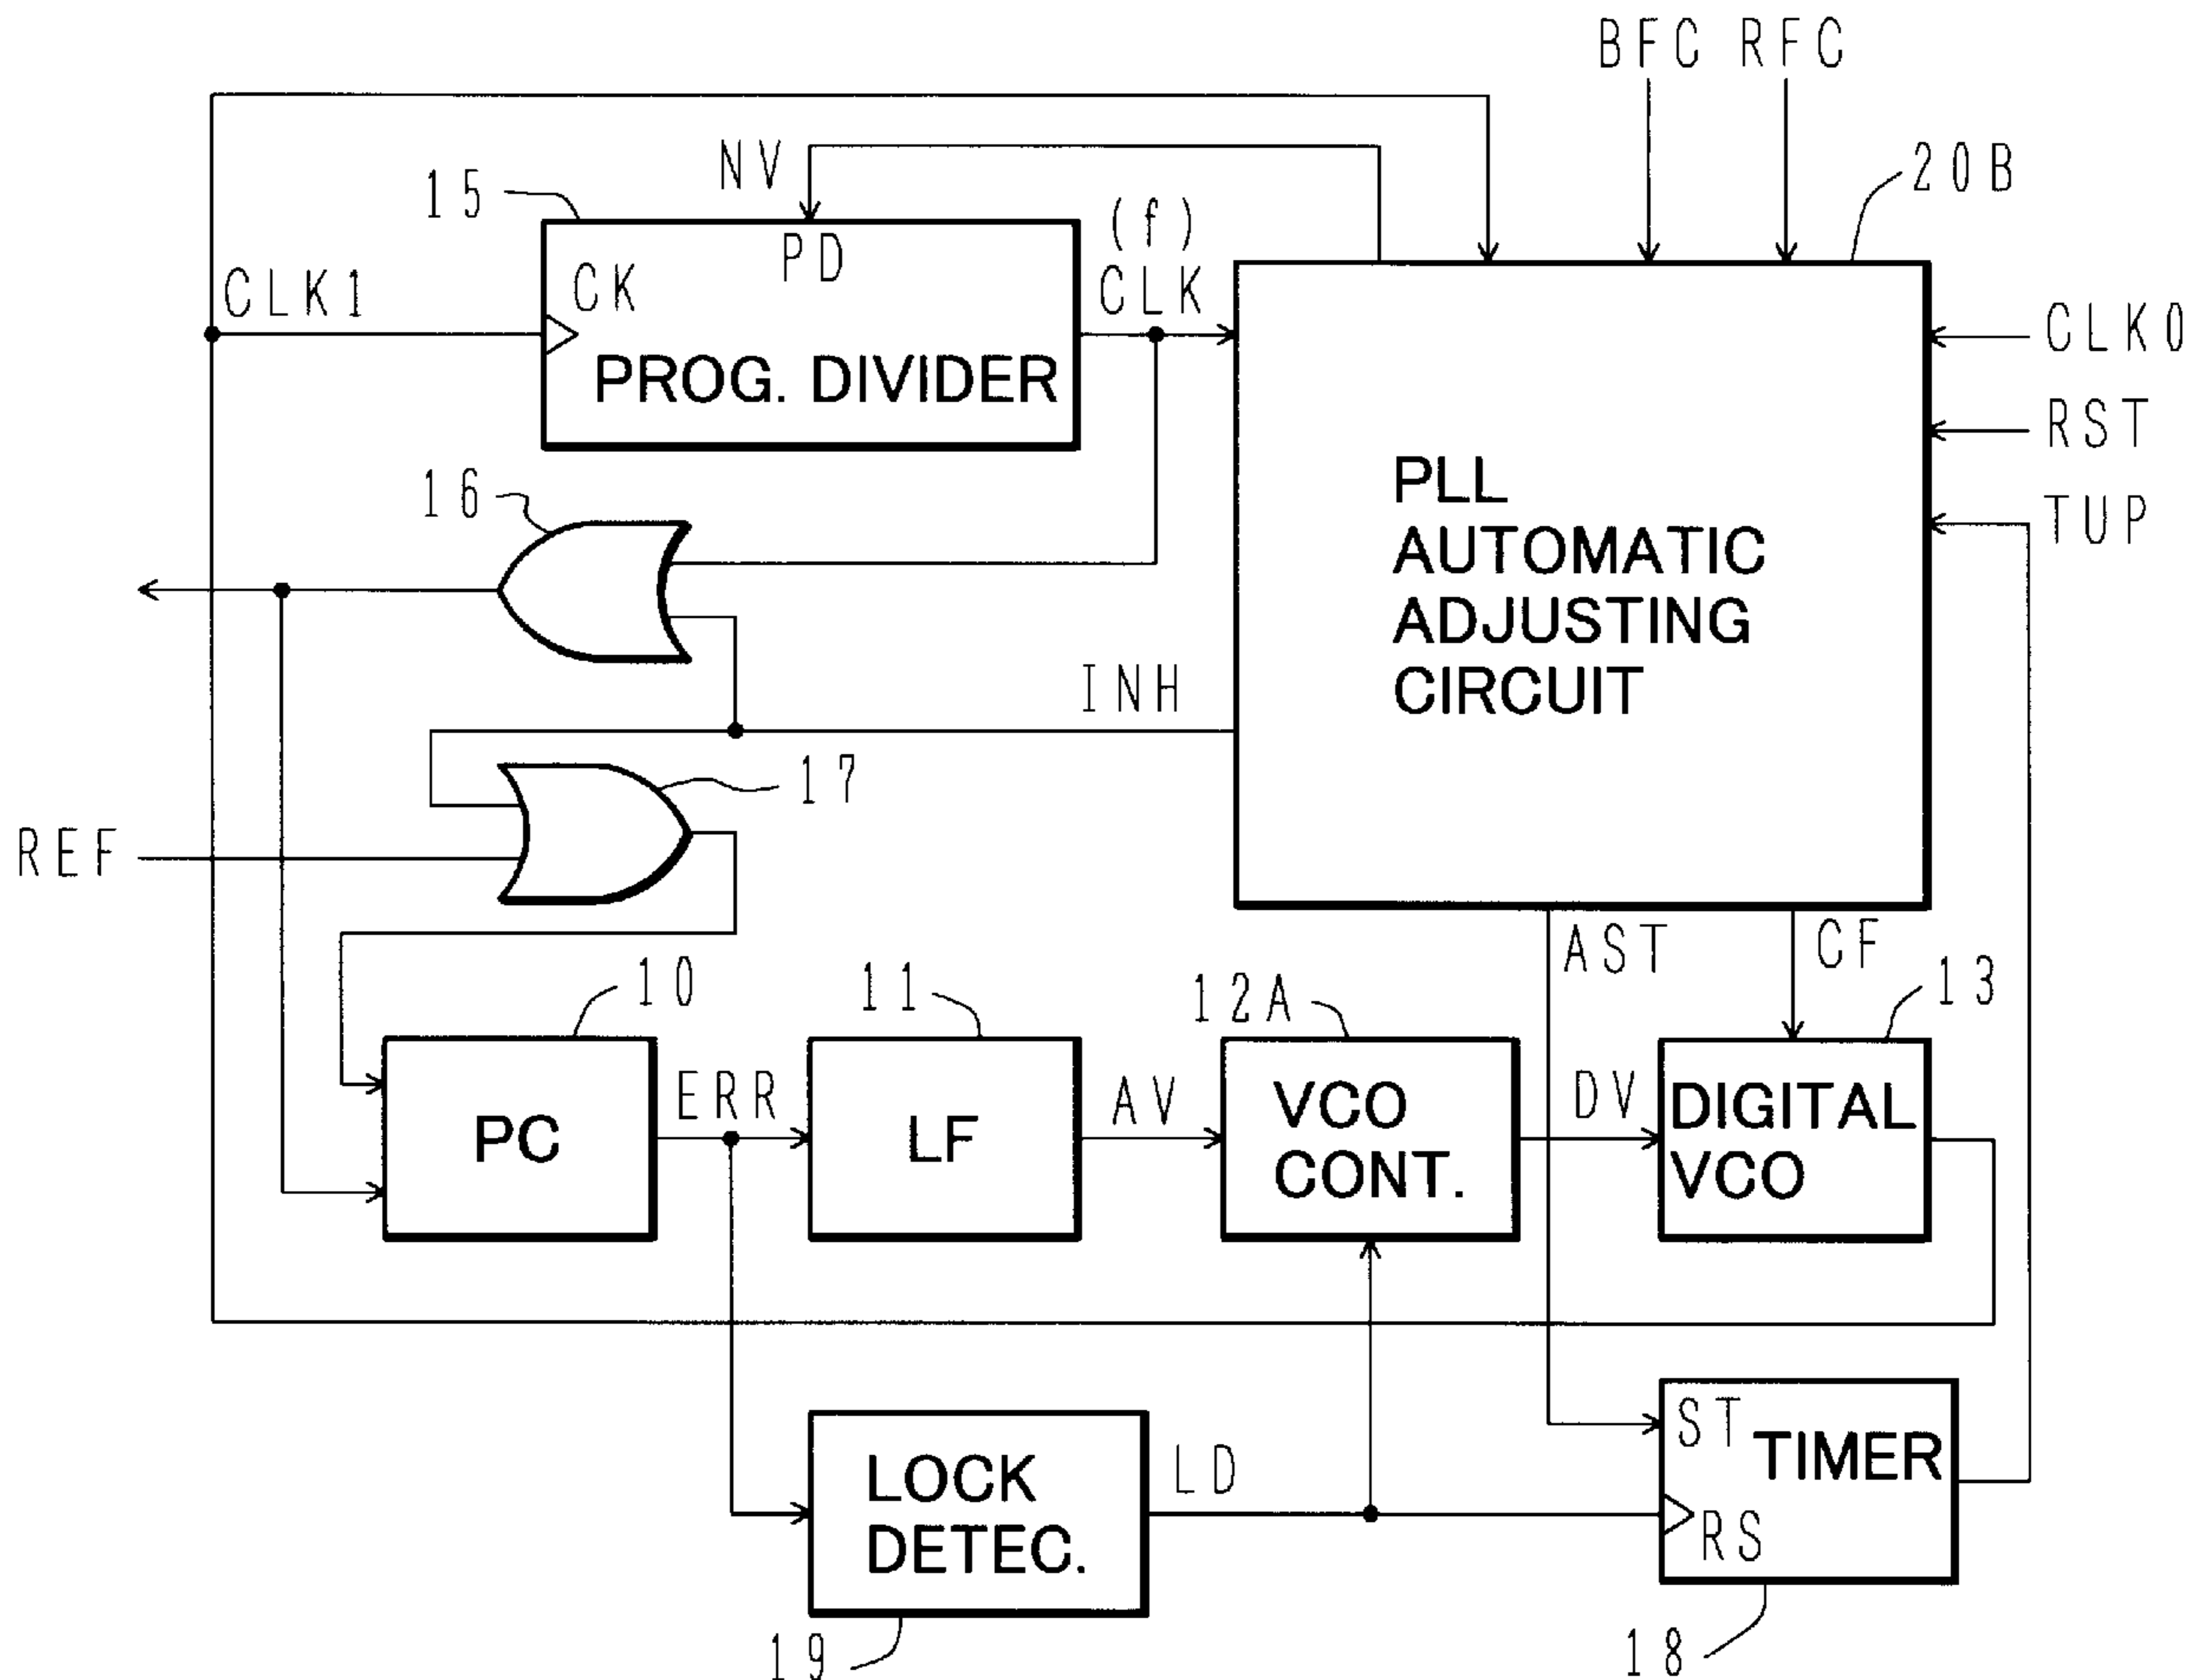 BFC RFC
NV
15
20B
(f)
PD
CLK1
CK
CLK
CLK0
PROG. DIVIDER
RST
16
PLL
AUTOMATIC
ADJUSTING
CIRCUIT
TUP
INH
17
REF
AST
CF
10
11
12A
13
PC
ERR
LF
AV
VCO
CONT.
DV
DIGITAL
VCO
LOCK
DETEC.
LD
ST
TIMER
RS
19
18